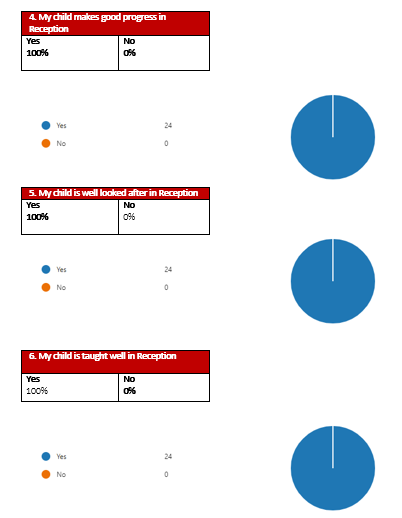 4. My child makes good progress in
Reception
Yes No
100% 0%
Yes 24
No 0
5. My child is well looked after in Reception
Yes No
100% 0%
Yes 24
No 0
6. My child is taught well in Reception
Yes No
100% 0%
Yes 24
No 0